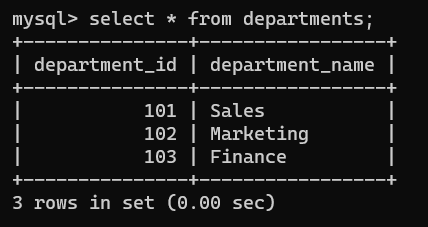 mysql> select * from departments;
+---------------+-----------------+
| department_id | department_name |
+---------------+-----------------+
|           101 | Sales           |
|           102 | Marketing       |
|           103 | Finance         |
+---------------+-----------------+
3 rows in set (0.00 sec)